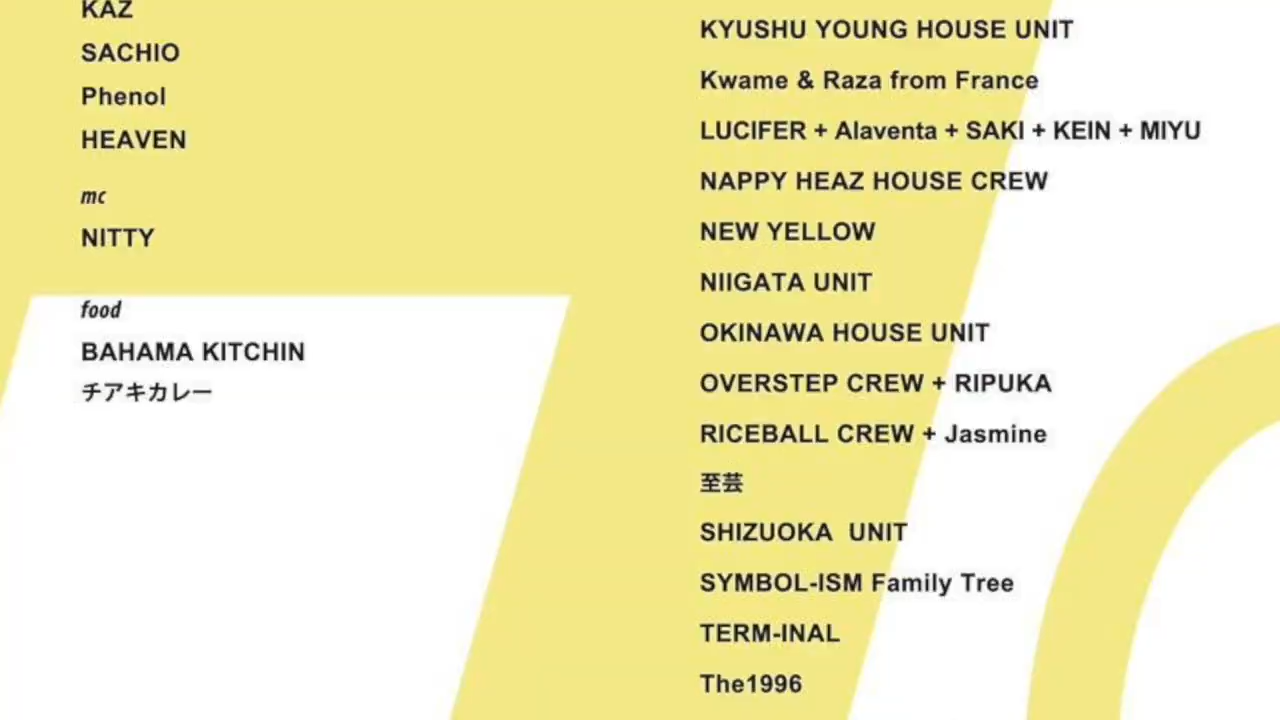 KAZ
SACHIO
Phenol
HEAVEN
mc
NITTY
food
BAHAMA KITCHIN
チアキカレー
KYUSHU YOUNG HOUSE UNIT
Kwame & Raza from France
LUCIFER + Alaventa + SAKI + KEIN + MIYU
NAPPY HEAZ HOUSE CREW
NEW YELLOW
NIIGATA UNIT
OKINAWA HOUSE UNIT
OVERSTEP CREW + RIPUKA
RICEBALL CREW + Jasmine
至芸
SHIZUOKA UNIT
SYMBOL-ISM Family Tree
TERM-INAL
The1996